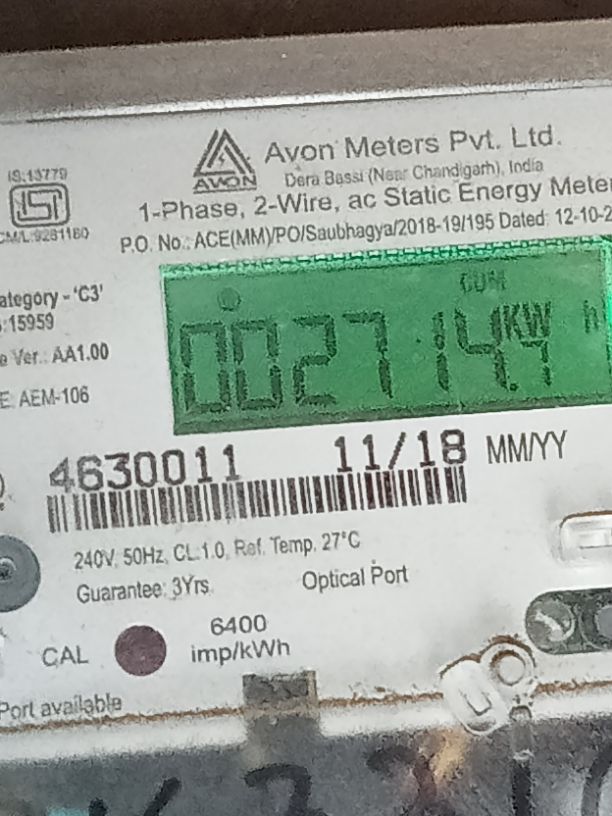 IS:13779
CM/L:9281180
AVON
Avon Meters Pvt. Ltd.
Dera Bassi (Near Chandigarh), India
1-Phase, 2-Wire, ac Static Energy Meter
P.O. No.: ACE(MM)/PO/Saubhagya/2018-19/195 Dated: 12-10-2
ategory - 'C3'
: 15959
e Ver.: AA1.00
E: AEM-106
CUM
002714.7 KW h
4630011 11/18 MM/YY
240V, 50Hz, CL.1.0, Ref. Temp. 27°C
Guarantee: 3Yrs.
Optical Port
CAL
6400
imp/kWh
Port available